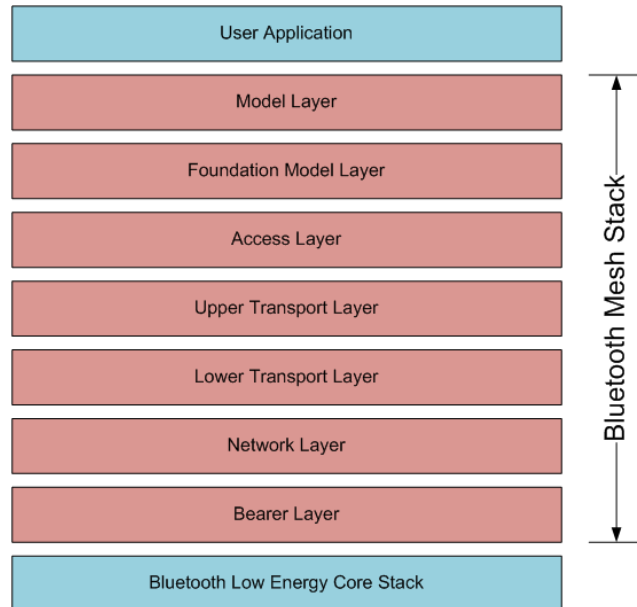 User Application
Model Layer
Foundation Model Layer
Access Layer
Upper Transport Layer
Lower Transport Layer
Network Layer
Bearer Layer
Bluetooth Low Energy Core Stack
Bluetooth Mesh Stack